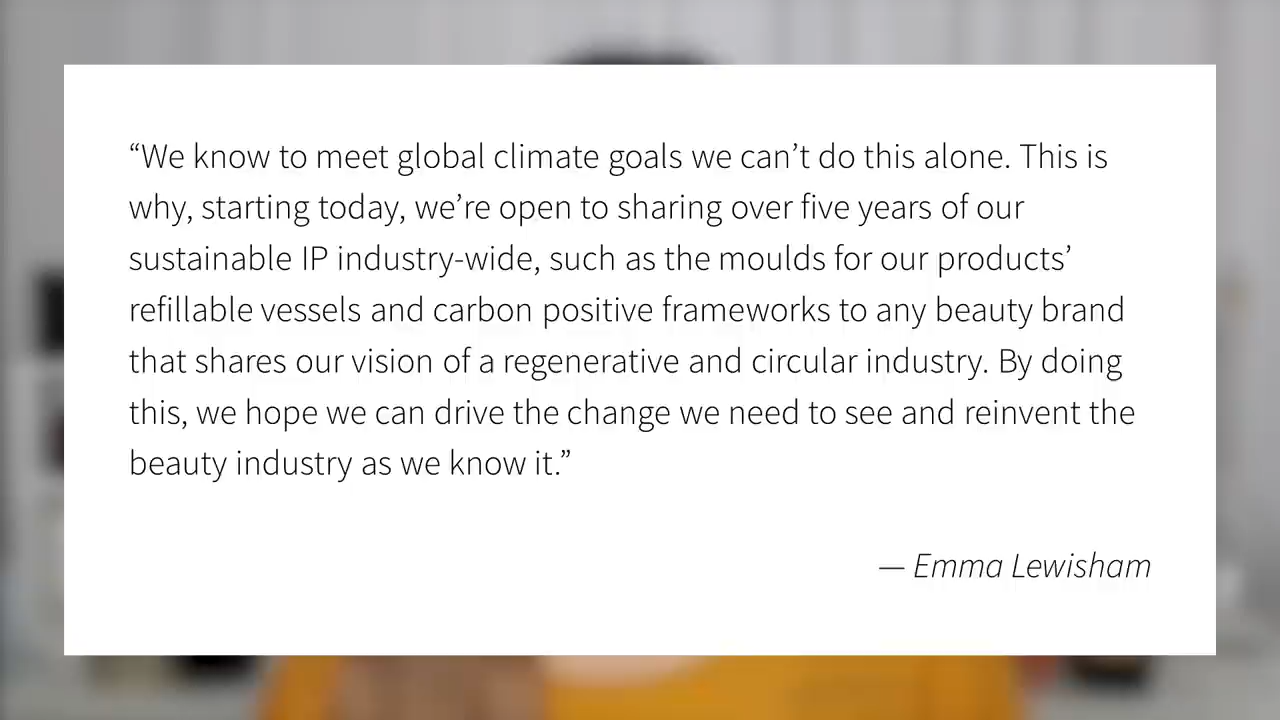 “We know to meet global climate goals we can’t do this alone. This is
why, starting today, we’re open to sharing over five years of our
sustainable IP industry-wide, such as the moulds for our products’
refillable vessels and carbon positive frameworks to any beauty brand
that shares our vision of a regenerative and circular industry. By doing
this, we hope we can drive the change we need to see and reinvent the
beauty industry as we know it.”
— Emma Lewisham